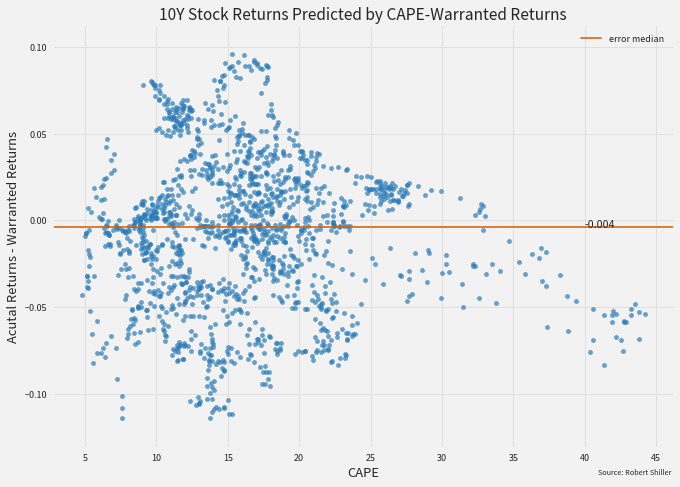 10Y Stock Returns Predicted by CAPE-Warranted Returns
error median
Acutal Returns - Warranted Returns
0.10
0.05
0.00
−0.05
−0.10
-0.004
5 10 15 20 25 30 35 40 45
CAPE
Source: Robert Shiller